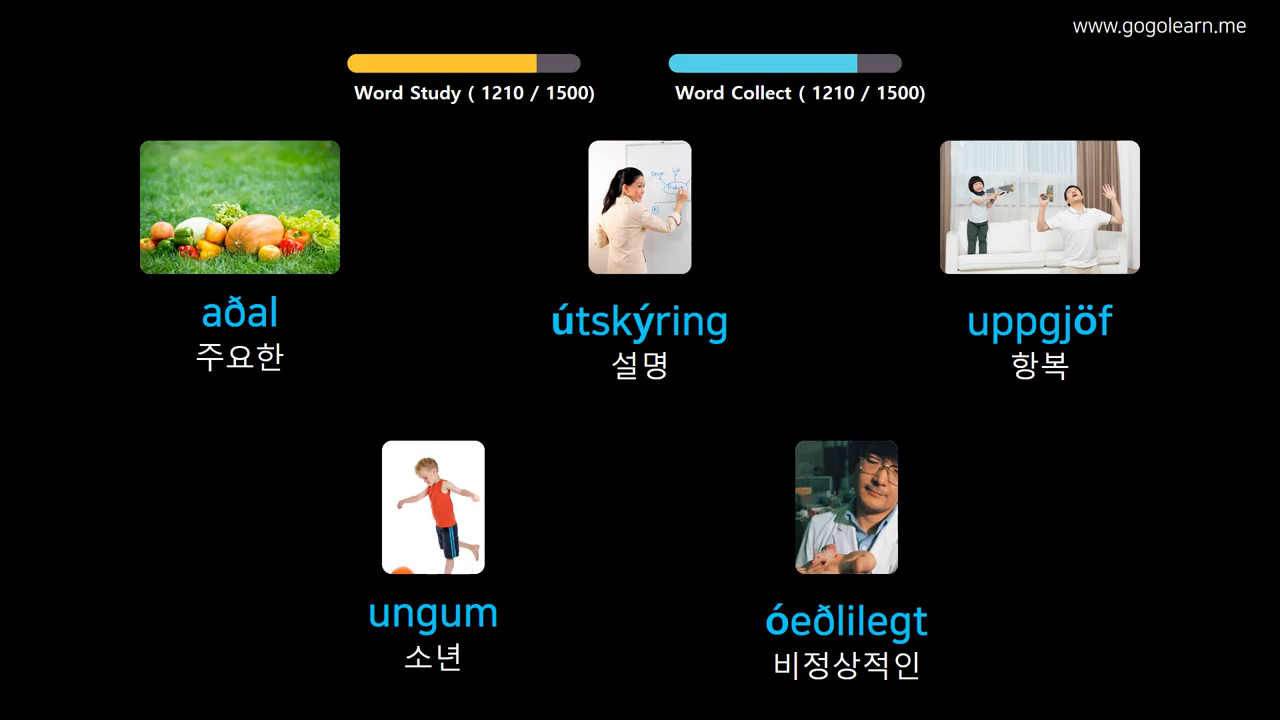 www.gogolearn.me
Word Study ( 1210 / 1500)
Word Collect ( 1210 / 1500)
aðal
주요한
útskýring
설명
uppgjöf
항복
ungum
소년
óeðlilegt
비정상적인